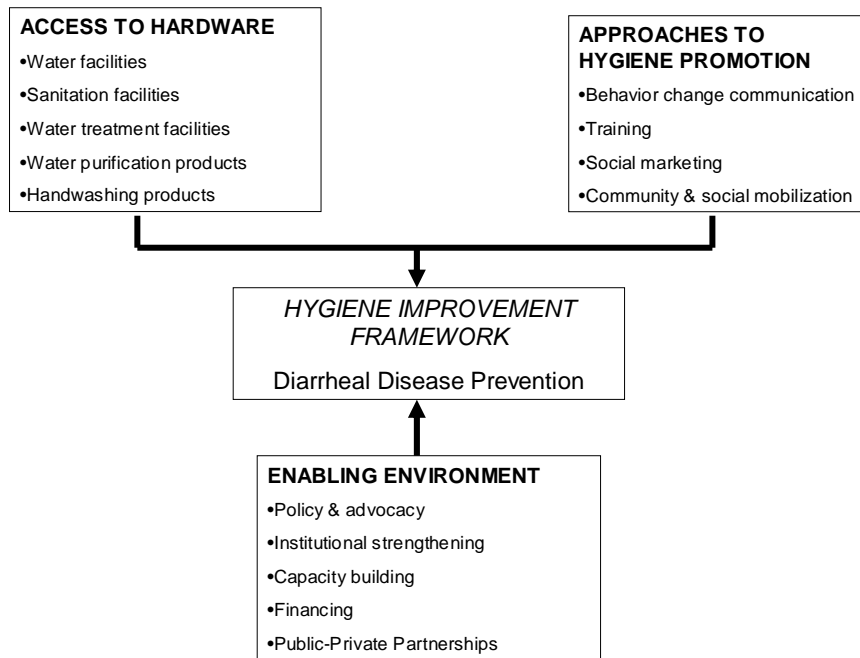 ACCESS TO HARDWARE
•Water facilities
•Sanitation facilities
•Water treatment facilities
•Water purification products
•Handwashing products
APPROACHES TO
HYGIENE PROMOTION
•Behavior change communication
•Training
•Social marketing
•Community & social mobilization
HYGIENE IMPROVEMENT
FRAMEWORK
Diarrheal Disease Prevention
ENABLING ENVIRONMENT
•Policy & advocacy
•Institutional strengthening
•Capacity building
•Financing
•Public-Private Partnerships